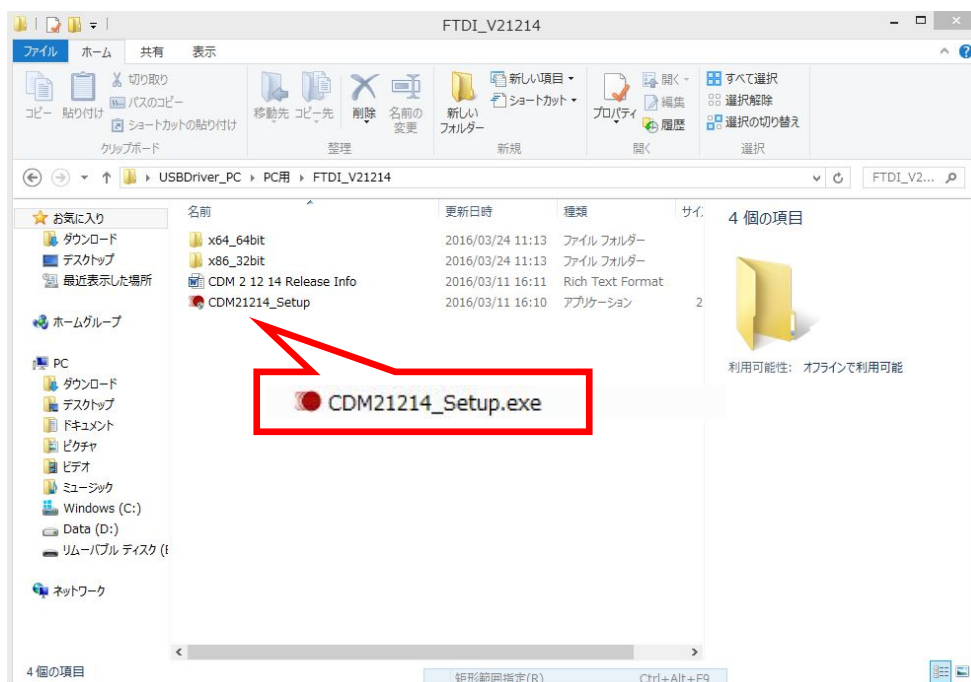 FTDI_V21214
ファイル ホーム 共有 表示
コピー 貼り付け 切り取り
パスのコピー
ショートカットの貼り付け
クリップボード
移動先 コピー先 削除 名前の変更
整理
新しいフォルダー
新しい項目
ショートカット
新規
プロパティ
開く
編集
履歴
開く
すべて選択
選択解除
選択の切り替え
選択
USBDriver_PC PC用 FTDI_V21214
FTDI_V2...
名前 更新日時 種類 サイ
x64_64bit 2016/03/24 11:13 ファイル フォルダー
x86_32bit 2016/03/24 11:13 ファイル フォルダー
CDM 2 12 14 Release Info 2016/03/11 16:11 Rich Text Format
CDM21214_Setup 2016/03/11 16:10 アプリケーション 2
CDM21214_Setup.exe
お気に入り
ダウンロード
デスクトップ
最近表示した場所
ホームグループ
PC
ダウンロード
デスクトップ
ドキュメント
ピクチャ
ビデオ
ミュージック
Windows (C:)
Data (D:)
リムーバブル ディスク (E
ネットワーク
4 個の項目
利用可能性: オフラインで利用可能
4 個の項目
矩形範囲指定(R) Ctrl+Alt+F9